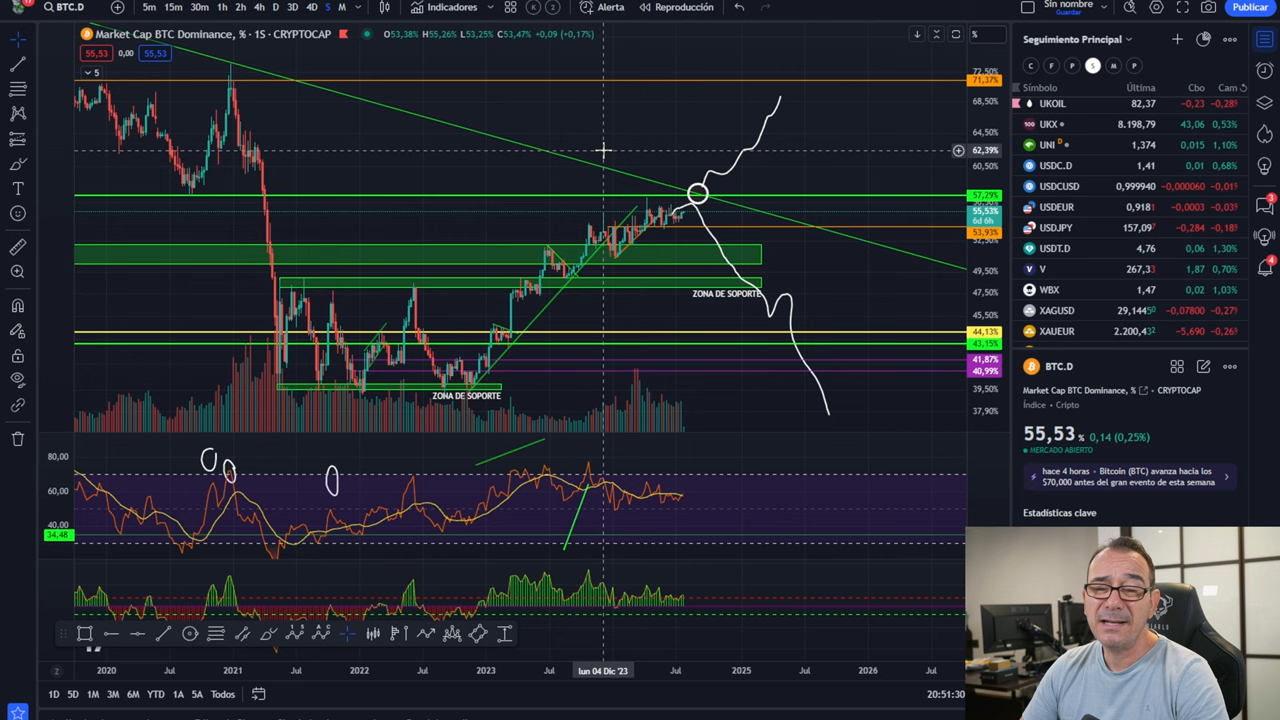 17
BTC.D
5m 15m 30m 1h 2h 4h D 3D 4D S M
Indicadores
K 2
Alerta
Reproducción
Sin nombre
Guardar
Publicar
Market Cap BTC Dominance, % · 1S · CRYPTOCAP O53,38% H55,26% L53,25% C53,47% +0,09 (+0,17%)
55,53 0,00 55,53
5
%
72,50%
71,37%
68,50%
64,50%
62,39%
60,50%
57,29%
55,53%
6d 6h
53,93%
52,50%
49,50%
47,50%
45,50%
44,13%
43,15%
41,87%
40,99%
39,50%
37,90%
ZONA DE SOPORTE
ZONA DE SOPORTE
80,00
60,00
40,00
34,48
2020 Jul 2021 Jul 2022 Jul 2023 Jul lun 04 Dic '23 Jul 2025 Jul 2026
Z
A
1D 5D 1M 3M 6M YTD 1A 5A Todos
20:51:30
Seguimiento Principal
C F P S M P
Símbolo Última Cbo Cam
UKOIL 82,37 -0,23 -0,28%
UKX 8.198,79 43,06 0,53%
UNI D 1,374 0,015 1,10%
USDC.D 1,41 0,01 0,68%
USDCUSD 0,999940 -0,000060 -0,01%
USDEUR 0,9181 -0,0003 -0,03%
USDJPY 157,097 -0,284 -0,18%
USDT.D 4,76 0,06 1,30%
V 267,33 1,87 0,70%
WBX 1,47 0,02 1,03%
XAGUSD 29,1445 -0,07800 -0,27%
XAUEUR 2.200,432 -5,690 -0,26%
BTC.D
Market Cap BTC Dominance, % · CRYPTOCAP
Índice · Cripto
55,53 % 0,14 (0,25%)
MERCADO ABIERTO
hace 4 horas · Bitcoin (BTC) avanza hacia los
$70,000 antes del gran evento de esta semana
Estadísticas clave
3
4